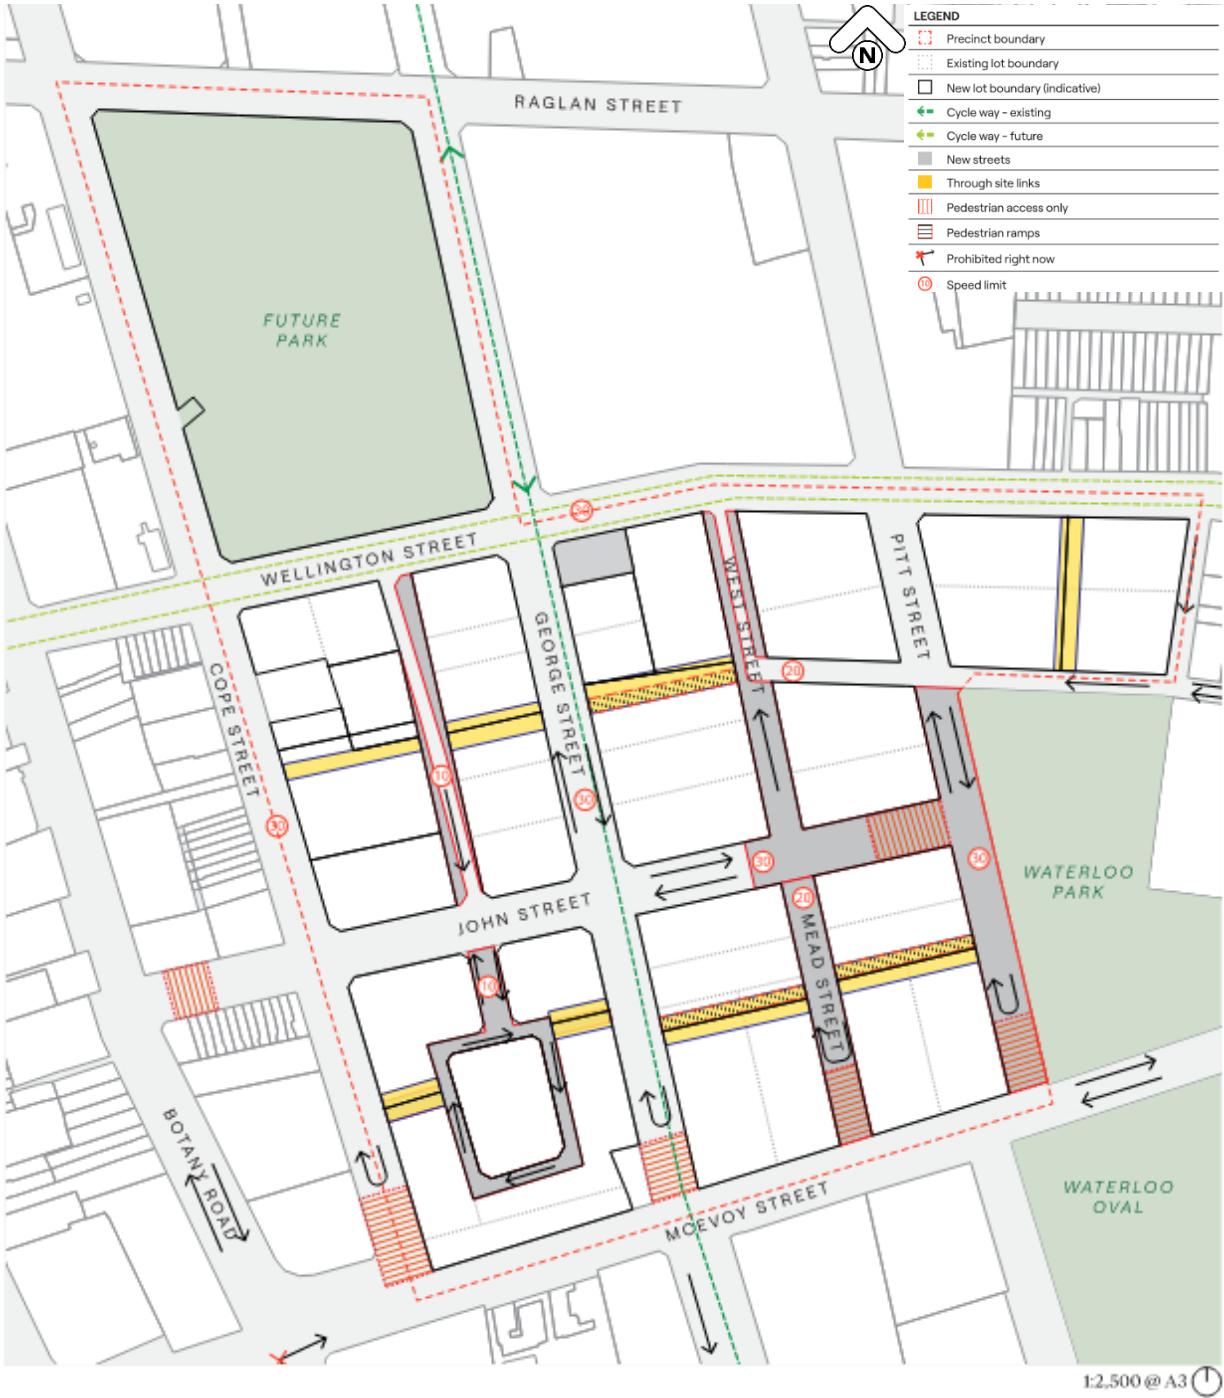 N
LEGEND
Precinct boundary
Existing lot boundary
New lot boundary (indicative)
Cycle way - existing
Cycle way - future
New streets
Through site links
Pedestrian access only
Pedestrian ramps
Prohibited right now
10 Speed limit
RAGLAN STREET
FUTURE
PARK
30
WELLINGTON STREET
WEST STREET
PITT STREET
GEORGE STREET
COPE STREET
20
10
30
30
30
30
WATERLOO
PARK
20
JOHN STREET
MEAD STREET
10
BOTANY ROAD
WATERLOO
OVAL
MCEVOY STREET
1:2,500 @ A3